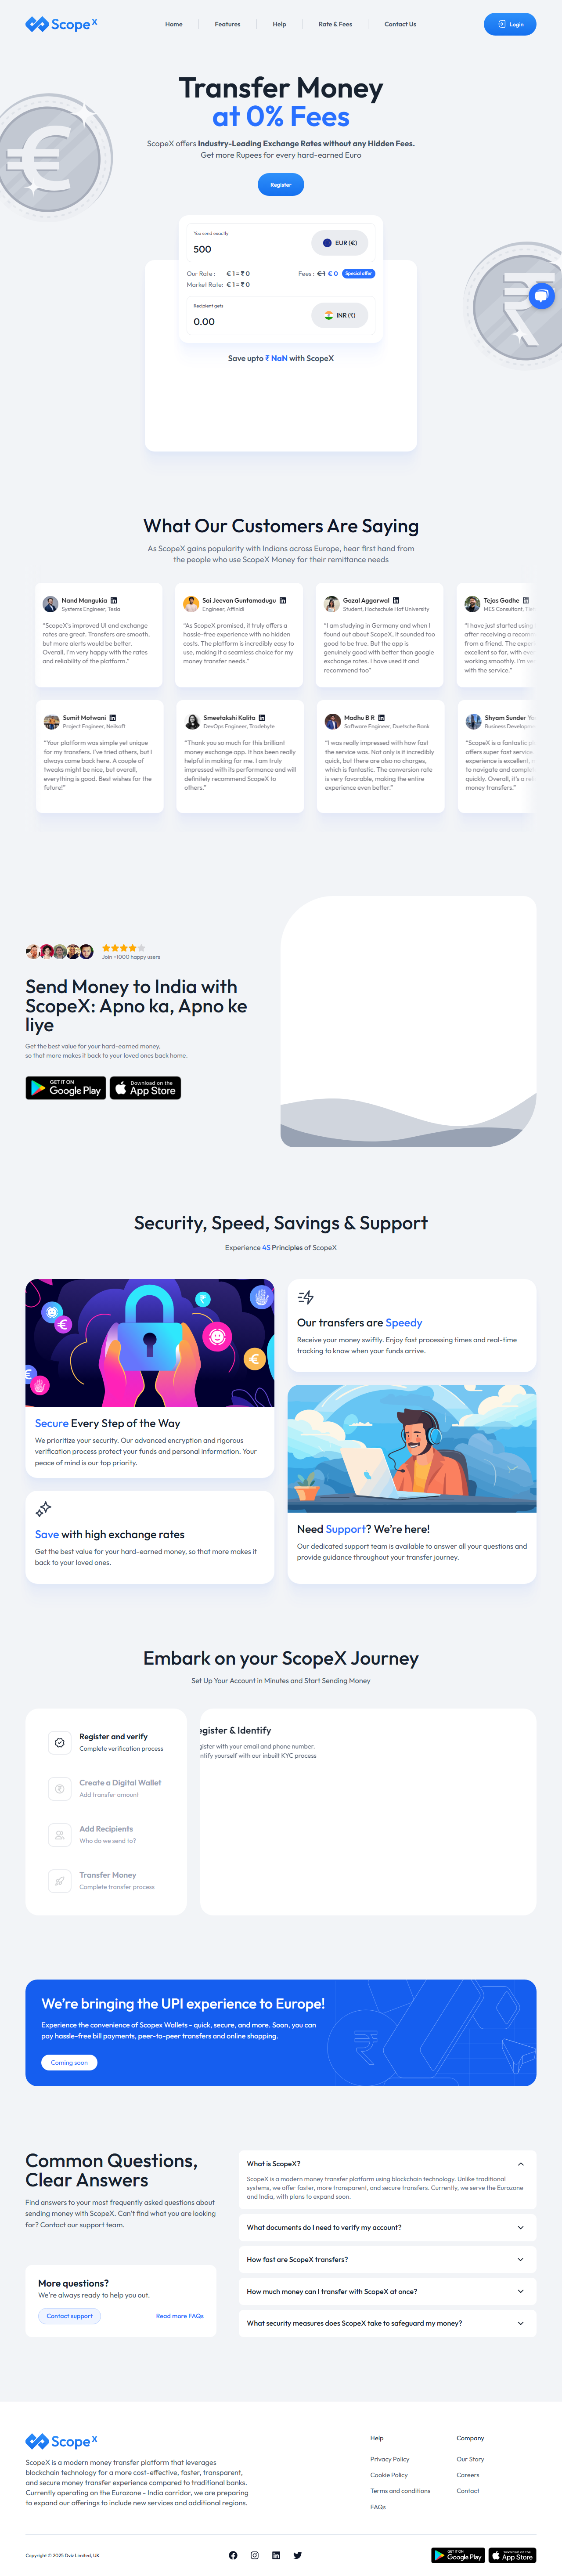 Scope X
Home
Features
Help
Rate & Fees
Contact Us
Login
Transfer Money
at 0% Fees
ScopeX offers Industry-Leading Exchange Rates without any Hidden Fees.
Get more Rupees for every hard-earned Euro
Register
You send exactly
500
EUR (€)
Our Rate : € 1 = ₹ 0
Fees : € 1 € 0 Special offer
Market Rate: € 1 = ₹ 0
Recipient gets
0.00
INR (₹)
Save upto ₹ NaN with ScopeX
What Our Customers Are Saying
As ScopeX gains popularity with Indians across Europe, hear first hand from
the people who use ScopeX Money for their remittance needs
Nand Mangukia
Systems Engineer, Tesla
"ScopeX's improved UI and exchange
rates are great. Transfers are smooth,
but more alerts would be better.
Overall, I'm very happy with the rates
and reliability of the platform."
Sai Jeevan Guntamadugu
Engineer, Affinidi
"As ScopeX promised, it truly offers a
hassle-free experience with no hidden
costs. The platform is incredibly easy to
use, making it a seamless choice for my
money transfer needs."
Gazal Aggarwal
Student, Hochschule Hof University
"I am studying in Germany and when I
found out about ScopeX, it sounded too
good to be true. But the app is
genuinely good with better than google
exchange rates. I have used it and
recommend too"
Tejas Gadhe
MES Consultant,
"I have just started using
after receiving a
from a friend. The
excellent so far, with
working smoothly. I'm
with the service."
Sumit Motwani
Project Engineer, Neilsoft
"Your platform was simple yet unique
for my transfers. I've tried others, but I
always come back here. A couple of
tweaks might be nice, but overall,
everything is good. Best wishes for the
future!"
Smeetakshi Kalita
DevOps Engineer, Tradebyte
"Thank you so much for this brilliant
money exchange app. It has been really
helpful in making for me. I am truly
impressed with its performance and will
definitely recommend ScopeX to
others."
Madhu B R
Software Engineer, Duetsche Bank
"I was really impressed with how fast
the service was. Not only is it incredibly
quick, but there are also no charges,
which is fantastic. The conversion rate
is very favorable, making the entire
experience even better."
Shyam Sunder
Business
"ScopeX is a fantastic
offers super fast
experience is excellent,
to navigate and
quickly. Overall, it's a
money transfers."
Join +1000 happy users
Send Money to India with
ScopeX: Apno ka, Apno ke
liye
Get the best value for your hard-earned money,
so that more makes it back to your loved ones back home.
GET IT ON
Google Play
Download on the
App Store
Security, Speed, Savings & Support
Experience 4S Principles of ScopeX
Secure Every Step of the Way
We prioritize your security. Our advanced encryption and rigorous
verification process protect your funds and personal information. Your
peace of mind is our top priority.
Our transfers are Speedy
Receive your money swiftly. Enjoy fast processing times and real-time
tracking to know when your funds arrive.
Save with high exchange rates
Get the best value for your hard-earned money, so that more makes it
back to your loved ones.
Need Support? We're here!
Our dedicated support team is available to answer all your questions and
provide guidance throughout your transfer journey.
Embark on your ScopeX Journey
Set Up Your Account in Minutes and Start Sending Money
Register and verify
Complete verification process
Create a Digital Wallet
Add transfer amount
Add Recipients
Who do we send to?
Transfer Money
Complete transfer process
egister & Identify
gister with your email and phone number.
ntify yourself with our inbuilt KYC process
We're bringing the UPI experience to Europe!
Experience the convenience of Scopex Wallets - quick, secure, and more. Soon, you can
pay hassle-free bill payments, peer-to-peer transfers and online shopping.
Coming soon
Common Questions,
Clear Answers
Find answers to your most frequently asked questions about
sending money with ScopeX. Can't find what you are looking
for? Contact our support team.
More questions?
We're always ready to help you out.
Contact support
Read more FAQs
What is ScopeX?
ScopeX is a modern money transfer platform using blockchain technology. Unlike traditional
systems, we offer faster, more transparent, and secure transfers. Currently, we serve the Eurozone
and India, with plans to expand soon.
What documents do I need to verify my account?
How fast are ScopeX transfers?
How much money can I transfer with ScopeX at once?
What security measures does ScopeX take to safeguard my money?
Scope X
ScopeX is a modern money transfer platform that leverages
blockchain technology for a more cost-effective, faster, transparent,
and secure money transfer experience compared to traditional banks.
Currently operating on the Eurozone - India corridor, we are preparing
to expand our offerings to include new services and additional regions.
Help
Privacy Policy
Cookie Policy
Terms and conditions
FAQs
Company
Our Story
Careers
Contact
Copyright © 2025 Dvio Limited, UK
GET IT ON
Google Play
Download on the
App Store